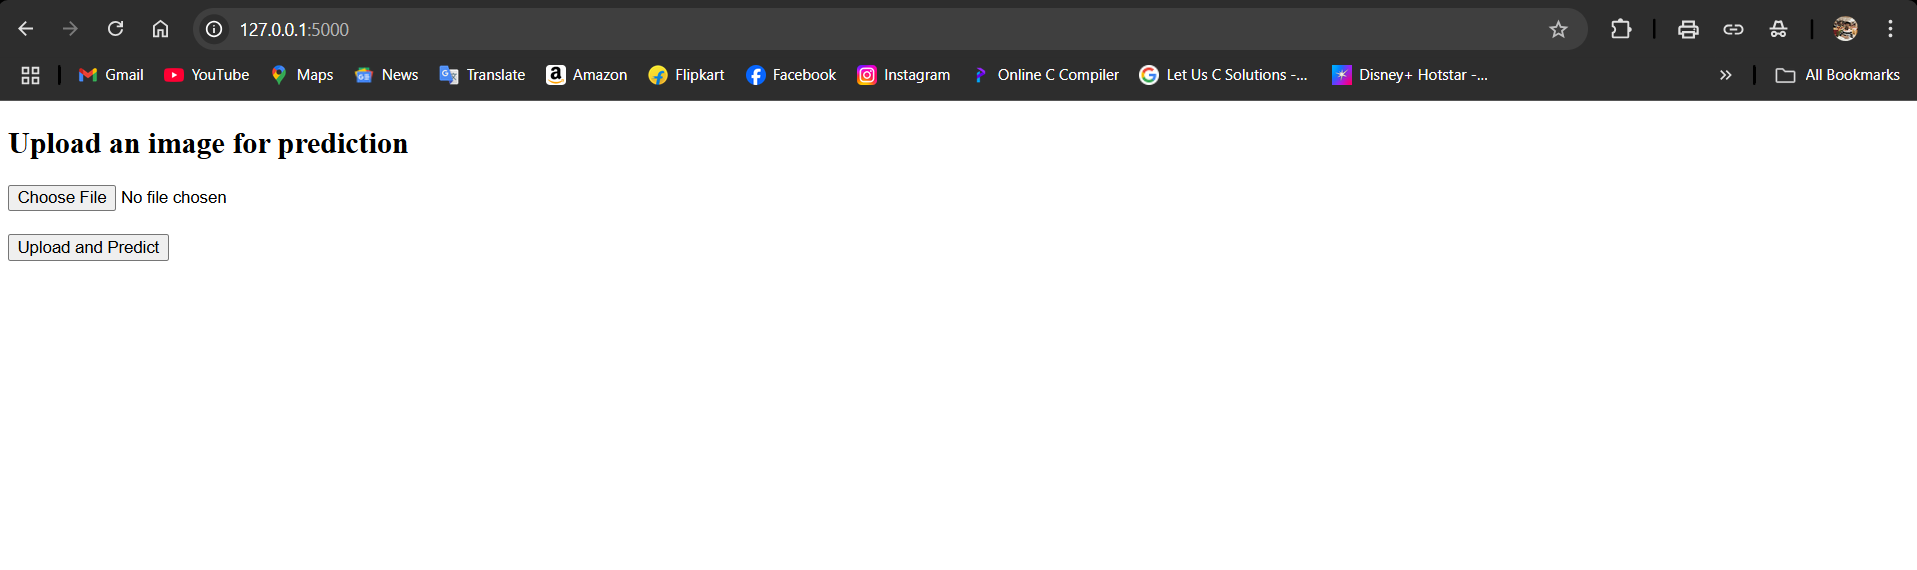 127.0.0.1:5000
Gmail YouTube Maps News Translate Amazon Flipkart Facebook Instagram Online C Compiler Let Us C Solutions -... Disney+ Hotstar -... All Bookmarks
Upload an image for prediction
Choose File No file chosen
Upload and Predict